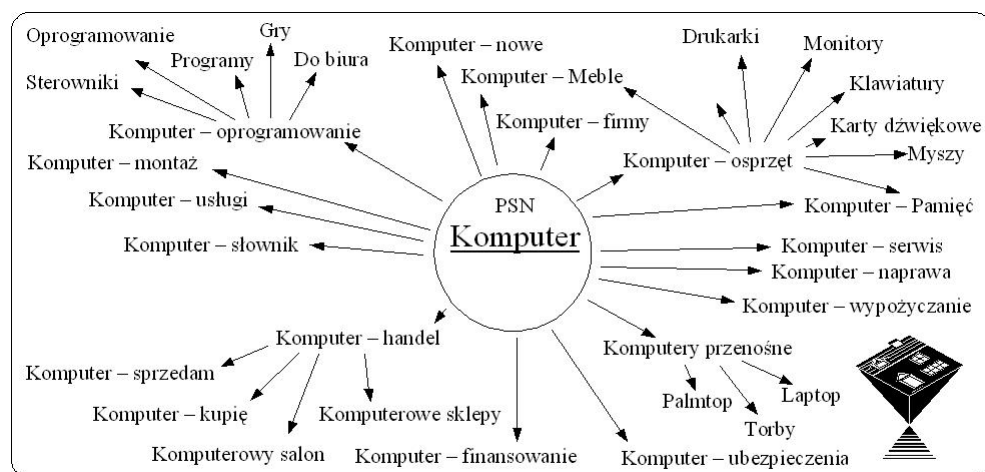 Oprogramowanie
Gry
Programy
Do biura
Sterowniki
Komputer – oprogramowanie
Komputer – montaż
Komputer – usługi
Komputer – słownik
Komputer – nowe
Komputer – Meble
Komputer – firmy
Drukarki
Monitory
Klawiatury
Karty dźwiękowe
Komputer – osprzęt
Myszy
Komputer – Pamięć
PSN
Komputer
Komputer – serwis
Komputer – naprawa
Komputer – wypożyczanie
Komputer – handel
Komputer – sprzedam
Komputer – kupię
Komputerowe sklepy
Komputerowy salon
Komputer – finansowanie
Komputery przenośne
Palmtop
Laptop
Torby
Komputer – ubezpieczenia